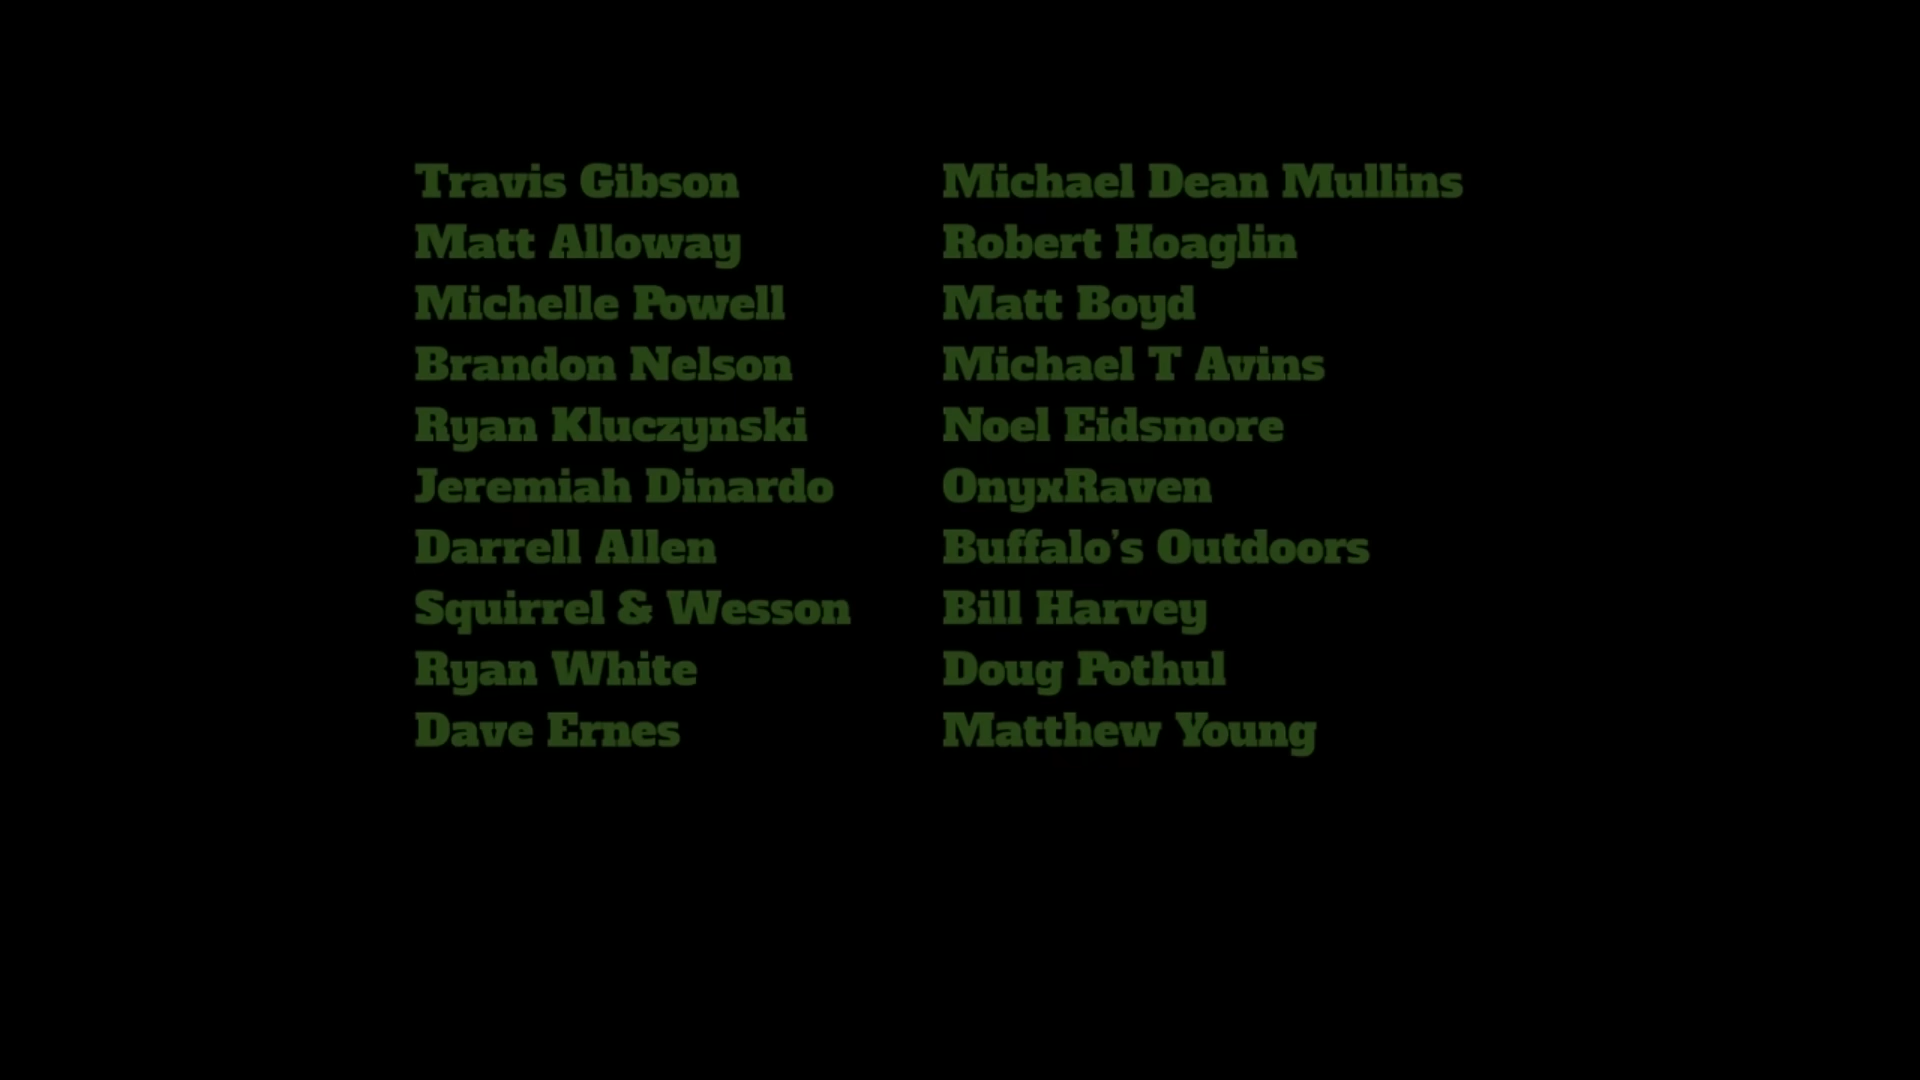 Travis Gibson
Matt Alloway
Michelle Powell
Brandon Nelson
Ryan Kluczynski
Jeremiah Dinardo
Darrell Allen
Squirrel & Wesson
Ryan White
Dave Ernes
Michael Dean Mullins
Robert Hoaglin
Matt Boyd
Michael T Avins
Noel Eidsmore
OnyxRaven
Buffalo’s Outdoors
Bill Harvey
Doug Pothul
Matthew Young